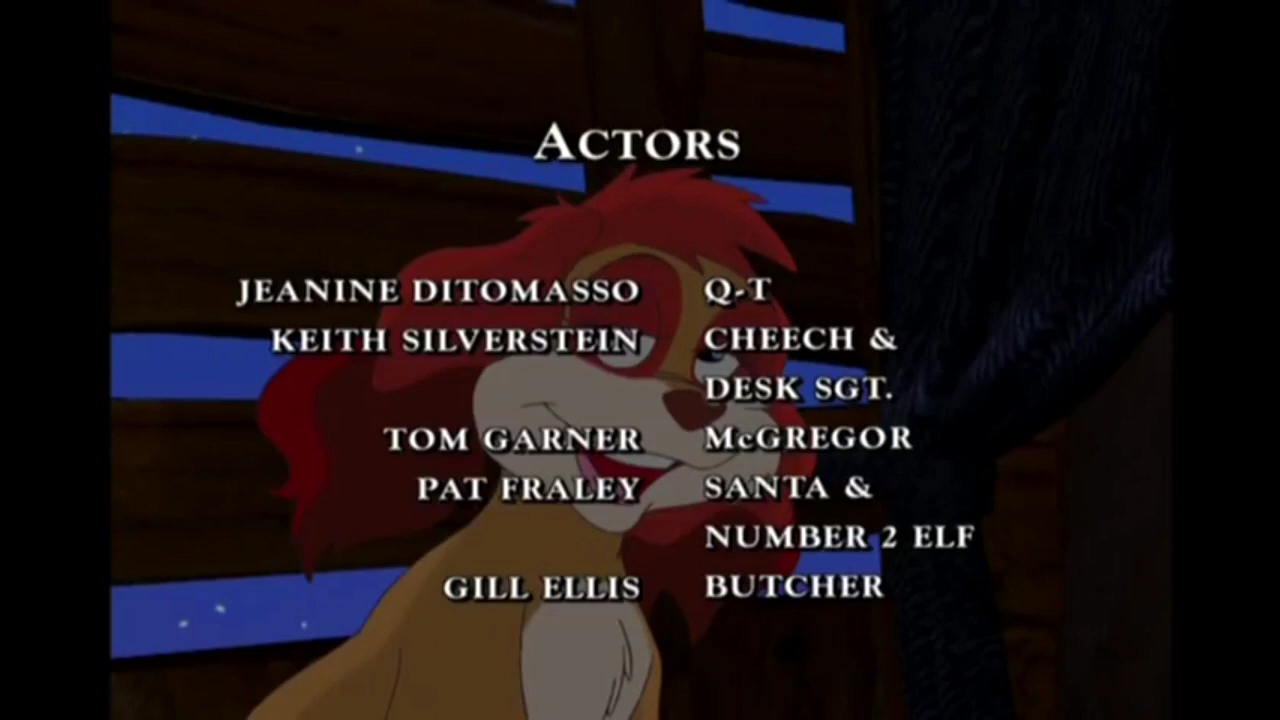 ACTORS
JEANINE DITOMASSO Q-T
KEITH SILVERSTEIN CHEECH &
DESK SGT.
TOM GARNER McGREGOR
PAT FRALEY SANTA &
NUMBER 2 ELF
GILL ELLIS BUTCHER